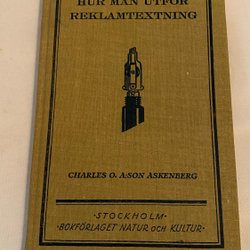 HUR MAN UTFÖR
REKLAMTEXTNING
CHARLES O. A:SON ASKENBERG
·STOCKHOLM·
·BOKFÖRLAGET NATUR och KULTUR·